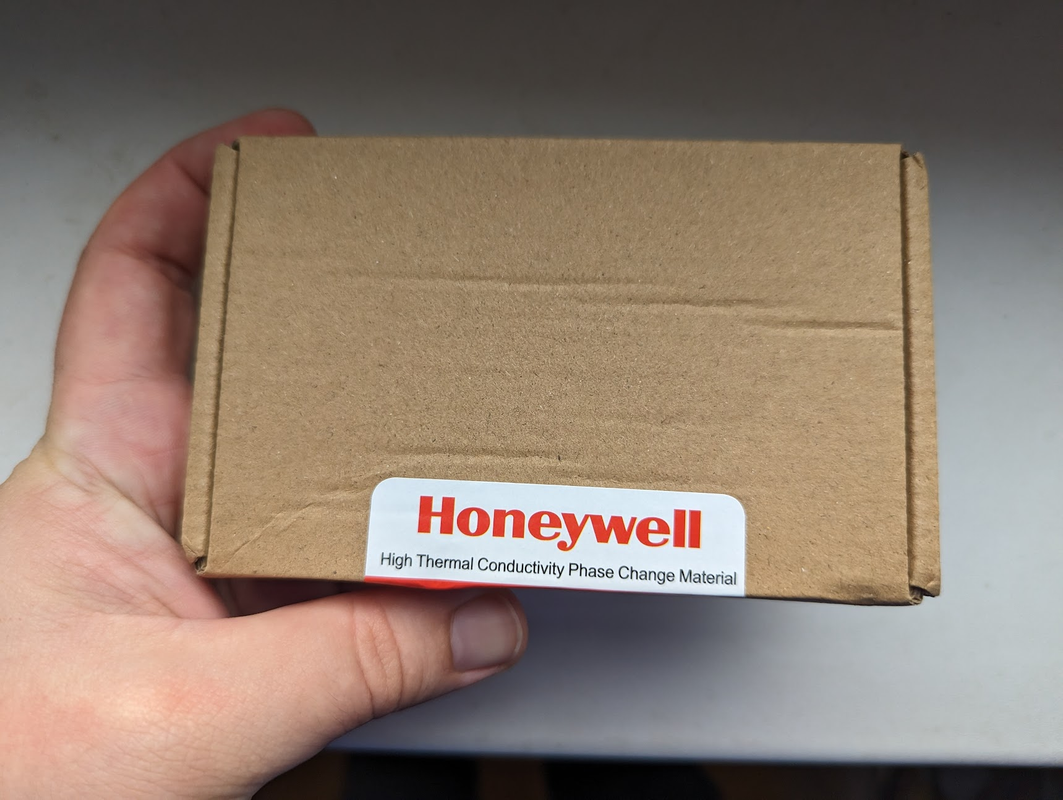 Honeywell
High Thermal Conductivity Phase Change Material